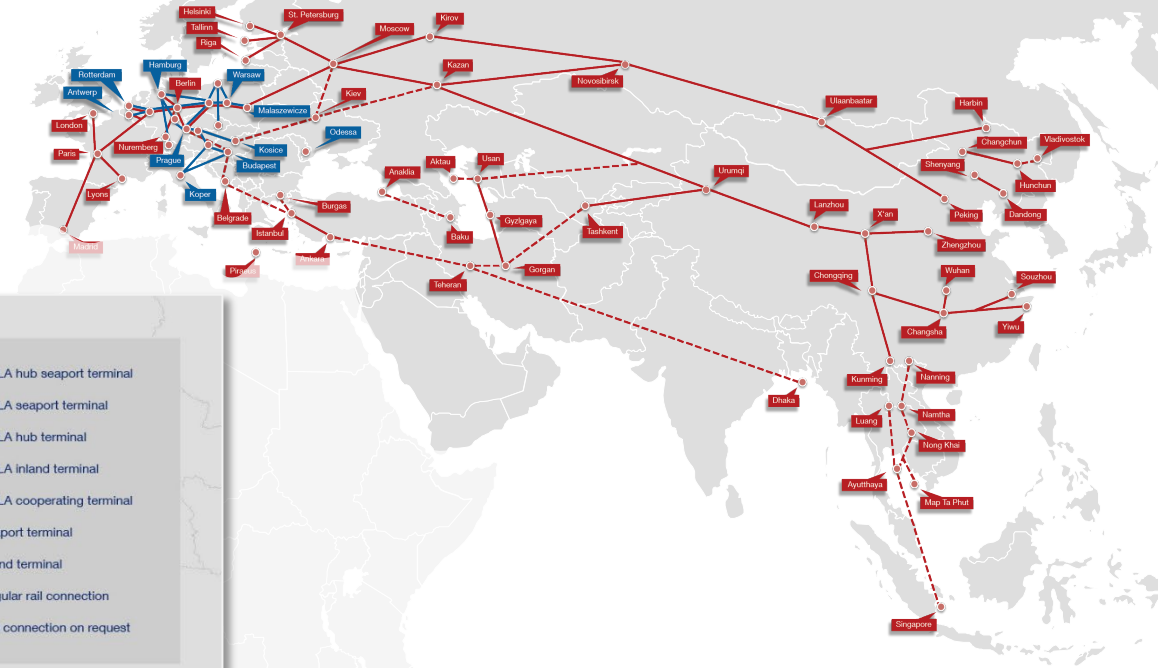 Helsinki
St. Petersburg
Kirov
Tallinn
Moscow
Riga
Kazan
Hamburg
Rotterdam
Berlin
Warsaw
Novosibirsk
Antwerp
Kiev
Malaszewicze
Ulaanbaatar
Harbin
London
Odessa
Changchun
Vladivostok
Paris
Nuremberg
Kosice
Prague
Budapest
Aktau
Usan
Shenyang
Anaklia
Urumqi
Hunchun
Lyons
Koper
Burgas
Lanzhou
X'an
Peking
Dandong
Belgrade
Istanbul
Baku
Gyzlgaya
Tashkent
Zhengzhou
Madrid
Ankara
Piraeus
Teheran
Gorgan
Chongqing
Wuhan
Souzhou
Changsha
Yiwu
Kunming
Nanning
Dhaka
Luang
Namtha
Nong Khai
Ayutthaya
Map Ta Phut
Singapore
LA hub seaport terminal
LA seaport terminal
LA hub terminal
LA inland terminal
LA cooperating terminal
port terminal
nd terminal
gular rail connection
connection on request